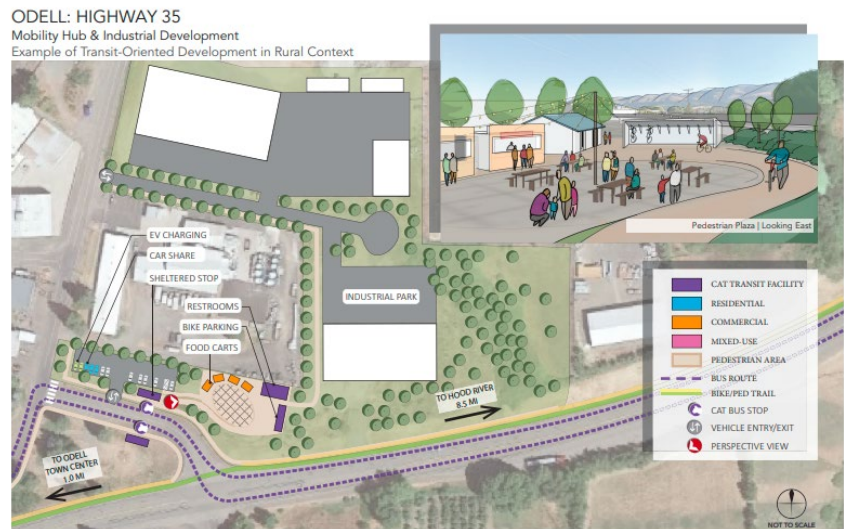 ODELL: HIGHWAY 35
Mobility Hub & Industrial Development
Example of Transit-Oriented Development in Rural Context
Pedestrian Plaza | Looking East
EV CHARGING
CAR SHARE
SHELTERED STOP
RESTROOMS
BIKE PARKING
FOOD CARTS
INDUSTRIAL PARK
TO HOOD RIVER
8.5 MI
TO ODELL
TOWN CENTER
1.0 MI
CAT TRANSIT FACILITY
RESIDENTIAL
COMMERCIAL
MIXED-USE
PEDESTRIAN AREA
BUS ROUTE
BIKE/PED TRAIL
CAT BUS STOP
VEHICLE ENTRY/EXIT
PERSPECTIVE VIEW
NOT TO SCALE